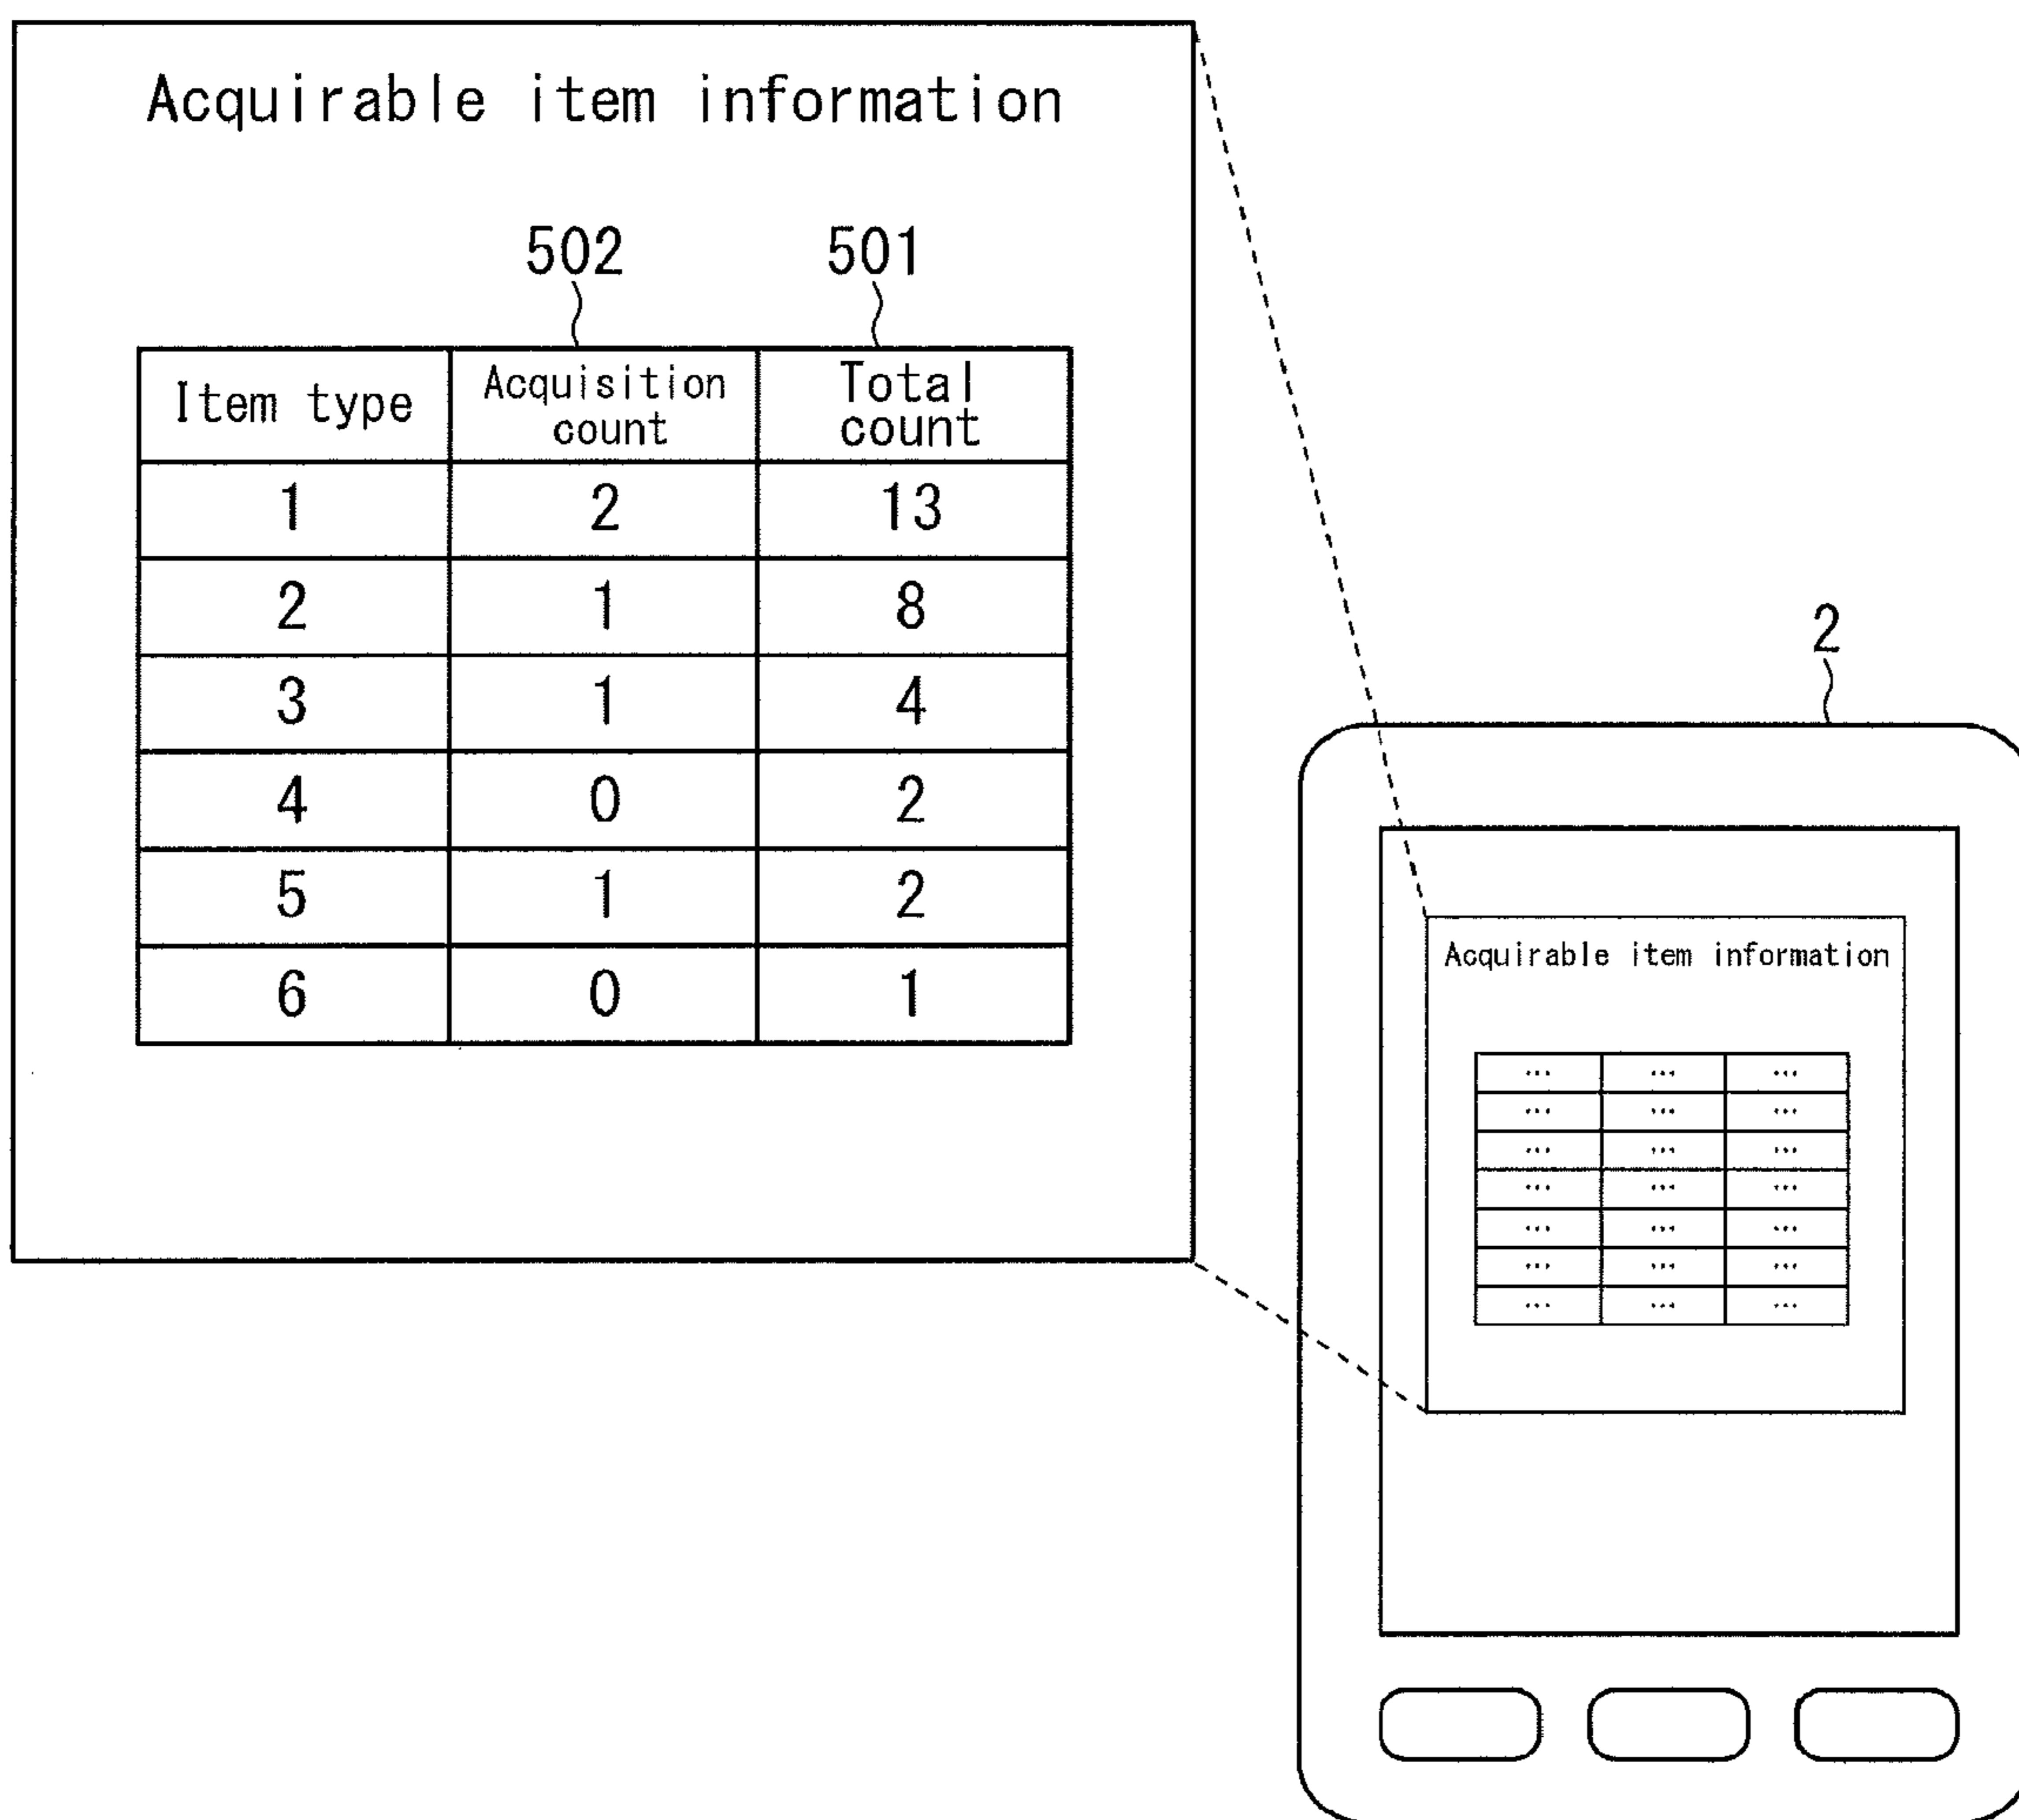 Acquirable item information
502 501
Item type Acquisition count Total count
1 2 13
2 1 8
3 1 4
4 0 2
5 1 2
6 0 1
2
Acquirable item information
... ... ...
... ... ...
... ... ...
... ... ...
... ... ...
... ... ...
... ... ...